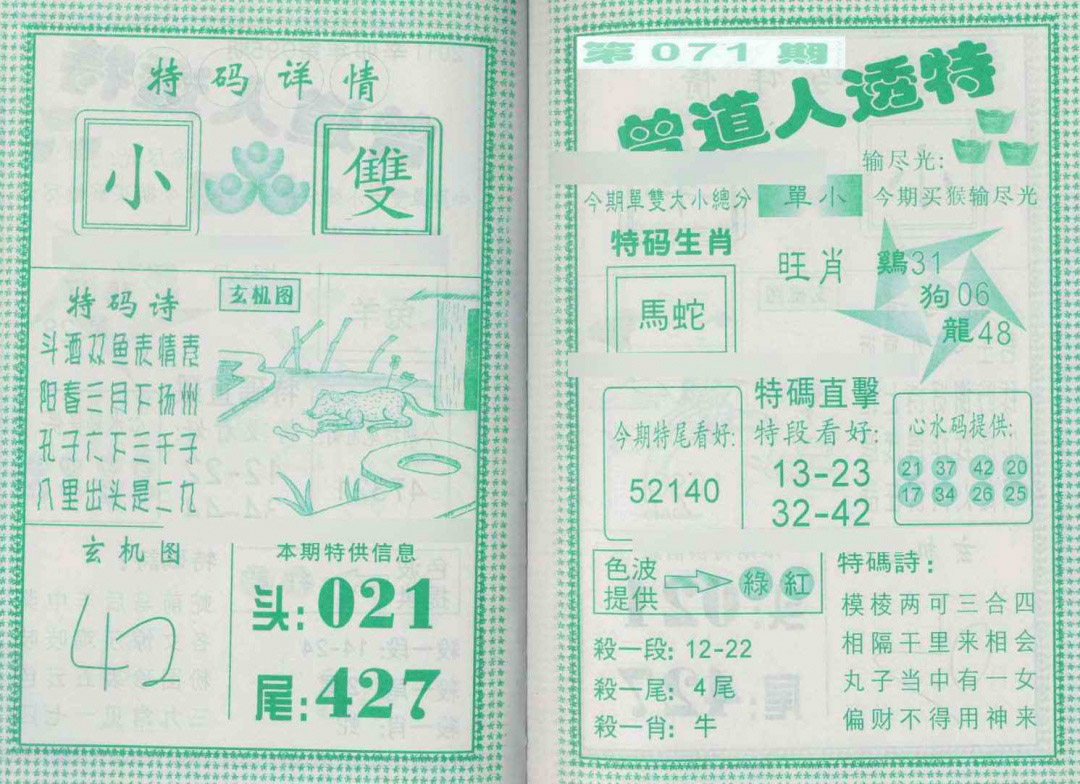 特码详情
小
雙
特码诗
斗酒双鱼表情意
阳春三月下扬州
孔子六下三千子
八里出头是二九
玄机图
玄机图
42
本期特供信息
头:021
尾:427
第071期
曾道人透特
输尽光:
今期買雙大小總分
單小
今期买猴输尽光
特码生肖
馬蛇
旺肖
鷄31
狗06
龍48
今期特尾看好:
52140
特碼直擊
特段看好:
13-23
32-42
心水码提供:
21 37 42 20
17 34 26 25
色波
提供
綠 紅
殺一段: 12-22
殺一尾: 4尾
殺一肖: 牛
特碼詩:
模棱两可三合四
相隔千里来相会
丸子当中有一女
偏财不得用神来